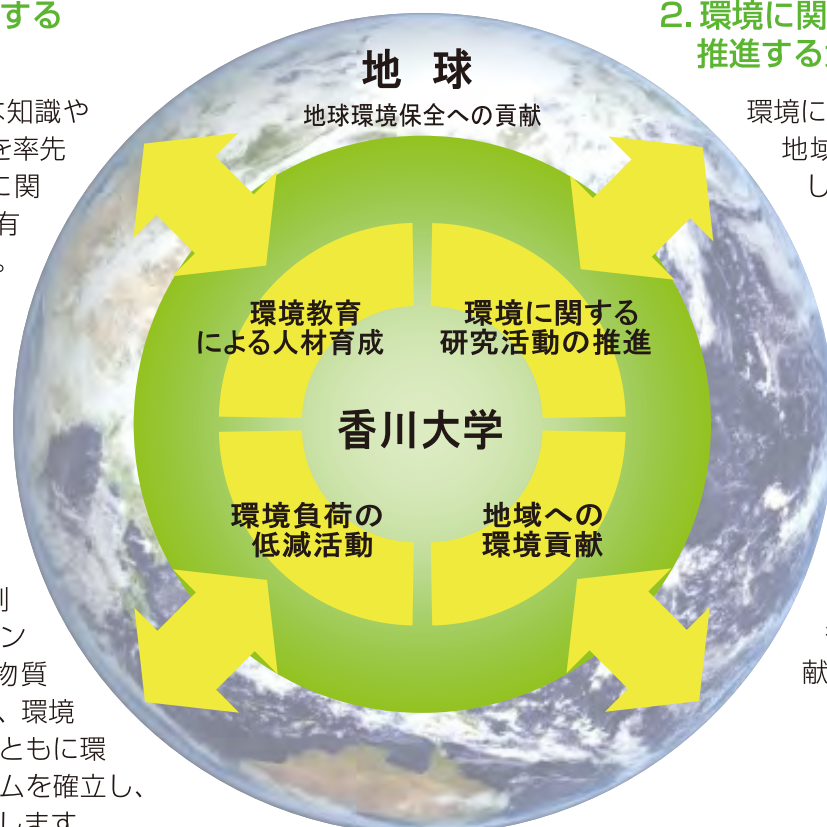 する
2. 環境に関
推進する
地 球
地球環境保全への貢献
知識や
を率先
に関
有
。
環境に
地域
し
環境教育
による人材育成
環境に関する
研究活動の推進
香川大学
環境負荷の
低減活動
地域への
環境貢献
ン
物質
、環境
ともに環
ムを確立し、
します
献